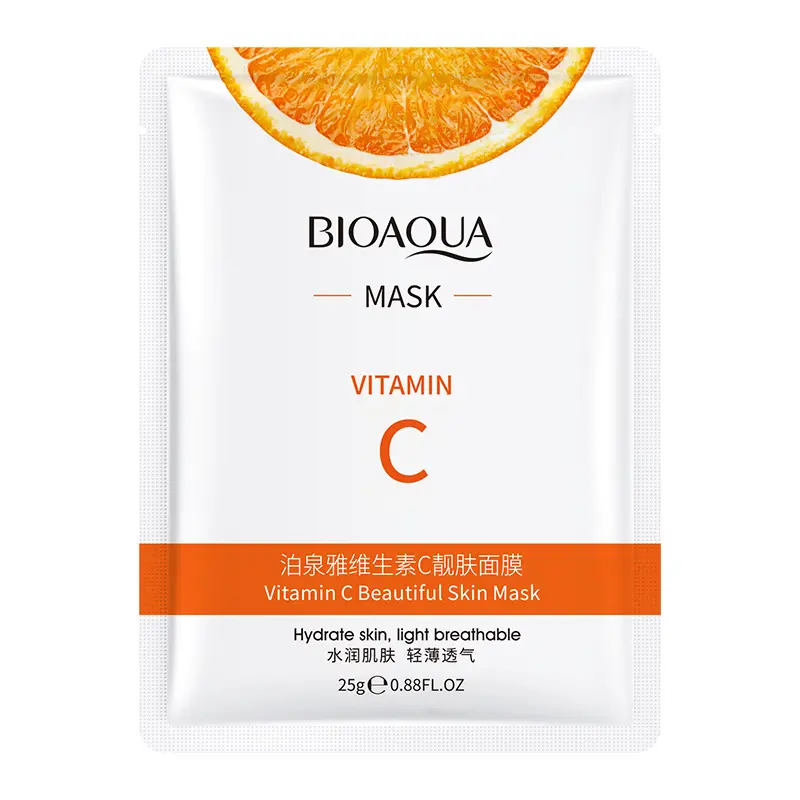 BIOAQUA
MASK
VITAMIN
C
泊泉雅维生素C靓肤面膜
Vitamin C Beautiful Skin Mask
Hydrate skin, light breathable
水润肌肤 轻薄透气
25g℮0.88FL.OZ